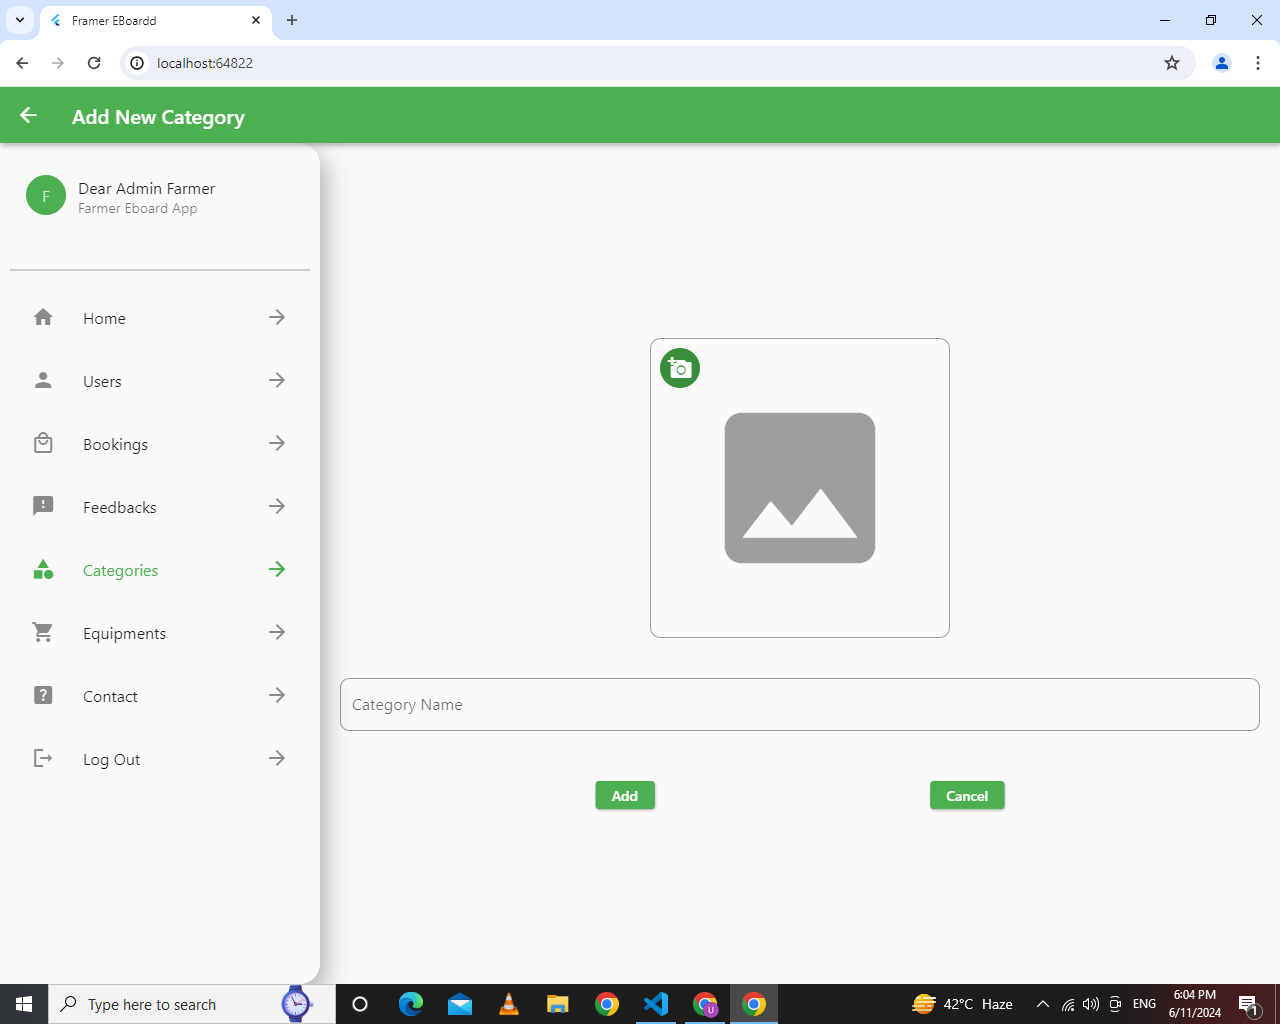 Framer EBoardd
localhost:64822
Add New Category
F
Dear Admin Farmer
Farmer Eboard App
Home
Users
Bookings
Feedbacks
Categories
Equipments
Contact
Log Out
Category Name
Add
Cancel
Type here to search
U
42°C Haze
ENG
6:04 PM
6/11/2024
1